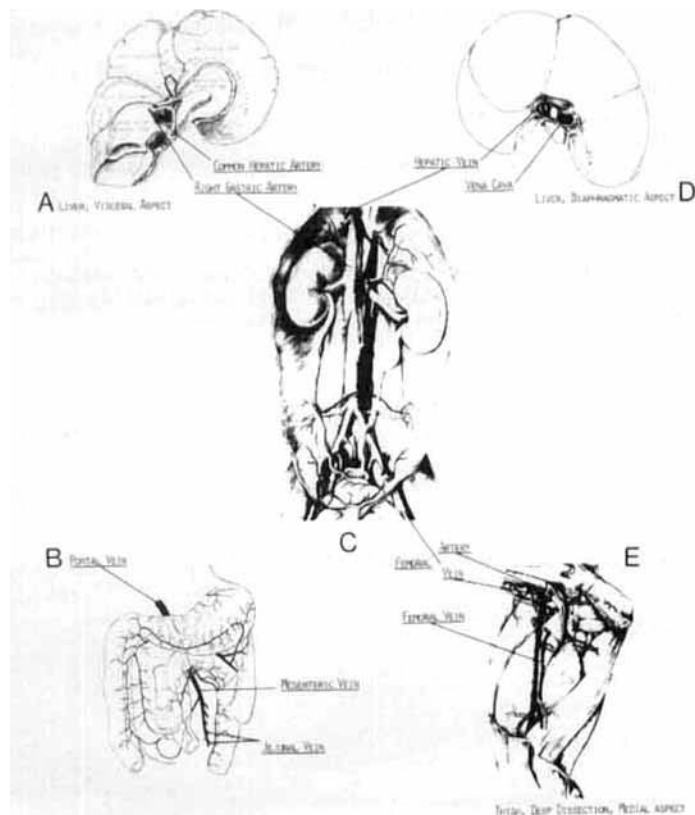 Common Hepatic Artery
Right Gastric Artery
A Liver, Visceral Aspect
Hepatic Vein
Vena Cava
Liver, Diaphragmatic Aspect D
C
B
Portal Vein
Mesenteric Vein
Jejunal Vein
Artery
Femoral
Vein
E
Femoral Vein
Thigh, Deep Dissection, Medial aspect